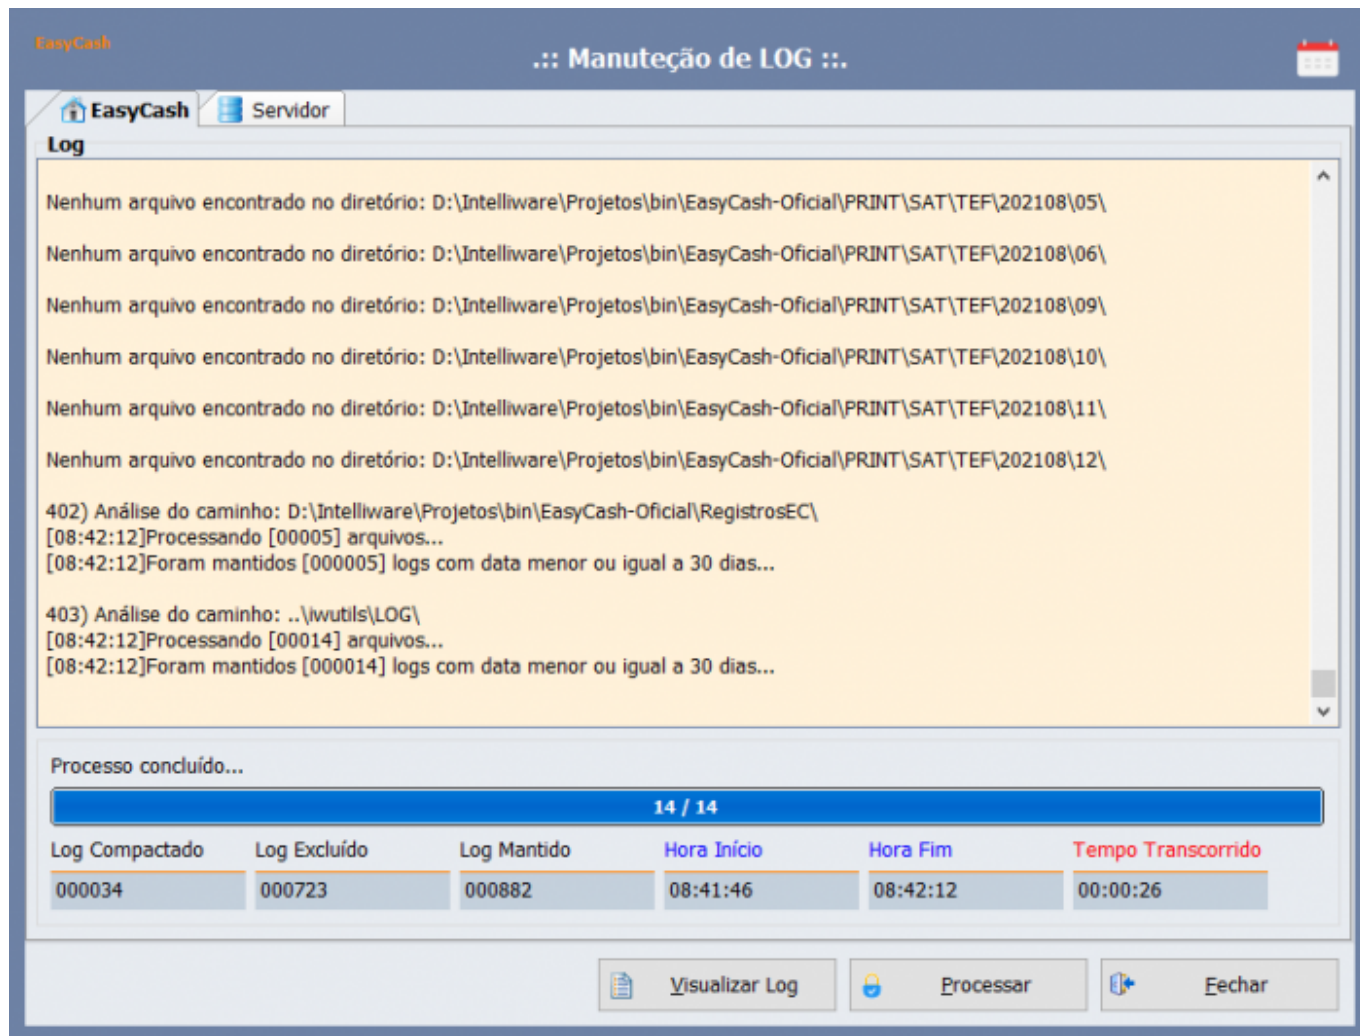 EasyCash
.:: Manuteção de LOG ::.
EasyCash
Servidor
Log
Nenhum arquivo encontrado no diretório: D:\Intelliware\Projetos\bin\EasyCash-Oficial\PRINT\SAT\TEF\202108\05\
Nenhum arquivo encontrado no diretório: D:\Intelliware\Projetos\bin\EasyCash-Oficial\PRINT\SAT\TEF\202108\06\
Nenhum arquivo encontrado no diretório: D:\Intelliware\Projetos\bin\EasyCash-Oficial\PRINT\SAT\TEF\202108\09\
Nenhum arquivo encontrado no diretório: D:\Intelliware\Projetos\bin\EasyCash-Oficial\PRINT\SAT\TEF\202108\10\
Nenhum arquivo encontrado no diretório: D:\Intelliware\Projetos\bin\EasyCash-Oficial\PRINT\SAT\TEF\202108\11\
Nenhum arquivo encontrado no diretório: D:\Intelliware\Projetos\bin\EasyCash-Oficial\PRINT\SAT\TEF\202108\12\
402) Análise do caminho: D:\Intelliware\Projetos\bin\EasyCash-Oficial\RegistrosEC\
[08:42:12]Processando [00005] arquivos...
[08:42:12]Foram mantidos [000005] logs com data menor ou igual a 30 dias...
403) Análise do caminho: ..\iwutils\LOG\
[08:42:12]Processando [00014] arquivos...
[08:42:12]Foram mantidos [000014] logs com data menor ou igual a 30 dias...
Processo concluído...
14 / 14
Log Compactado Log Excluído Log Mantido Hora Início Hora Fim Tempo Transcorrido
000034 000723 000882 08:41:46 08:42:12 00:00:26
Visualizar Log Processar Fechar